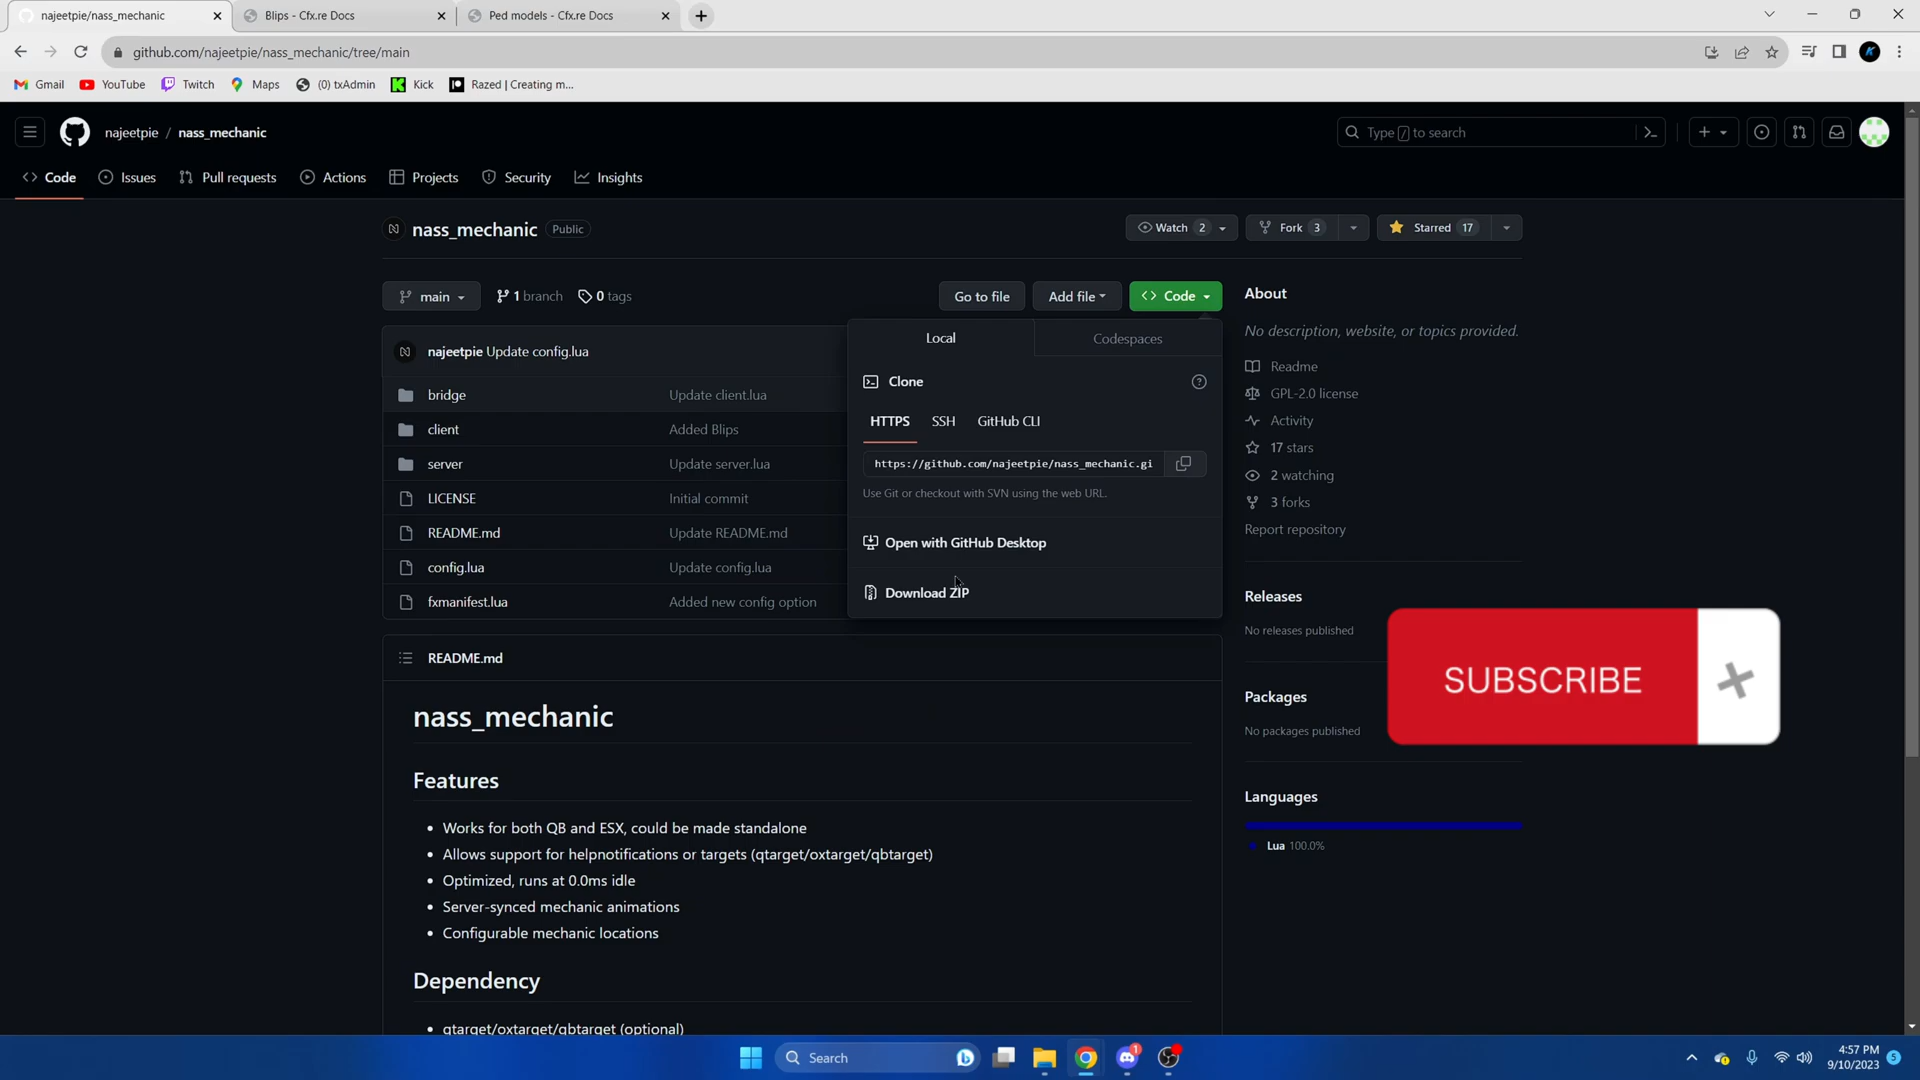 najeetpie/nass_mechanic
Blips - Cfx.re Docs
Ped models - Cfx.re Docs
github.com/najeetpie/nass_mechanic/tree/main
Gmail
YouTube
Twitch
Maps
(0) txAdmin
Kick
Razed | Creating m...
najeetpie / nass_mechanic
Type / to search
Code
Issues
Pull requests
Actions
Projects
Security
Insights
nass_mechanic Public
Watch 2
Fork 3
Starred 17
main
1 branch
0 tags
Go to file
Add file
Code
najeetpie Update config.lua
bridge Update client.lua
client Added Blips
server Update server.lua
LICENSE Initial commit
README.md Update README.md
config.lua Update config.lua
fxmanifest.lua Added new config option
Local
Codespaces
Clone
HTTPS SSH GitHub CLI
https://github.com/najeetpie/nass_mechanic.gi
Use Git or checkout with SVN using the web URL.
Open with GitHub Desktop
Download ZIP
About
No description, website, or topics provided.
Readme
GPL-2.0 license
Activity
17 stars
2 watching
3 forks
Report repository
Releases
No releases published
Packages
No packages published
Languages
Lua 100.0%
SUBSCRIBE
README.md
nass_mechanic
Features
Works for both QB and ESX, could be made standalone
Allows support for helpnotifications or targets (qtarget/oxtarget/qbtarget)
Optimized, runs at 0.0ms idle
Server-synced mechanic animations
Configurable mechanic locations
Dependency
qtarget/oxtarget/qbtarget (optional)
Search
1
4:57 PM
9/10/2023
5